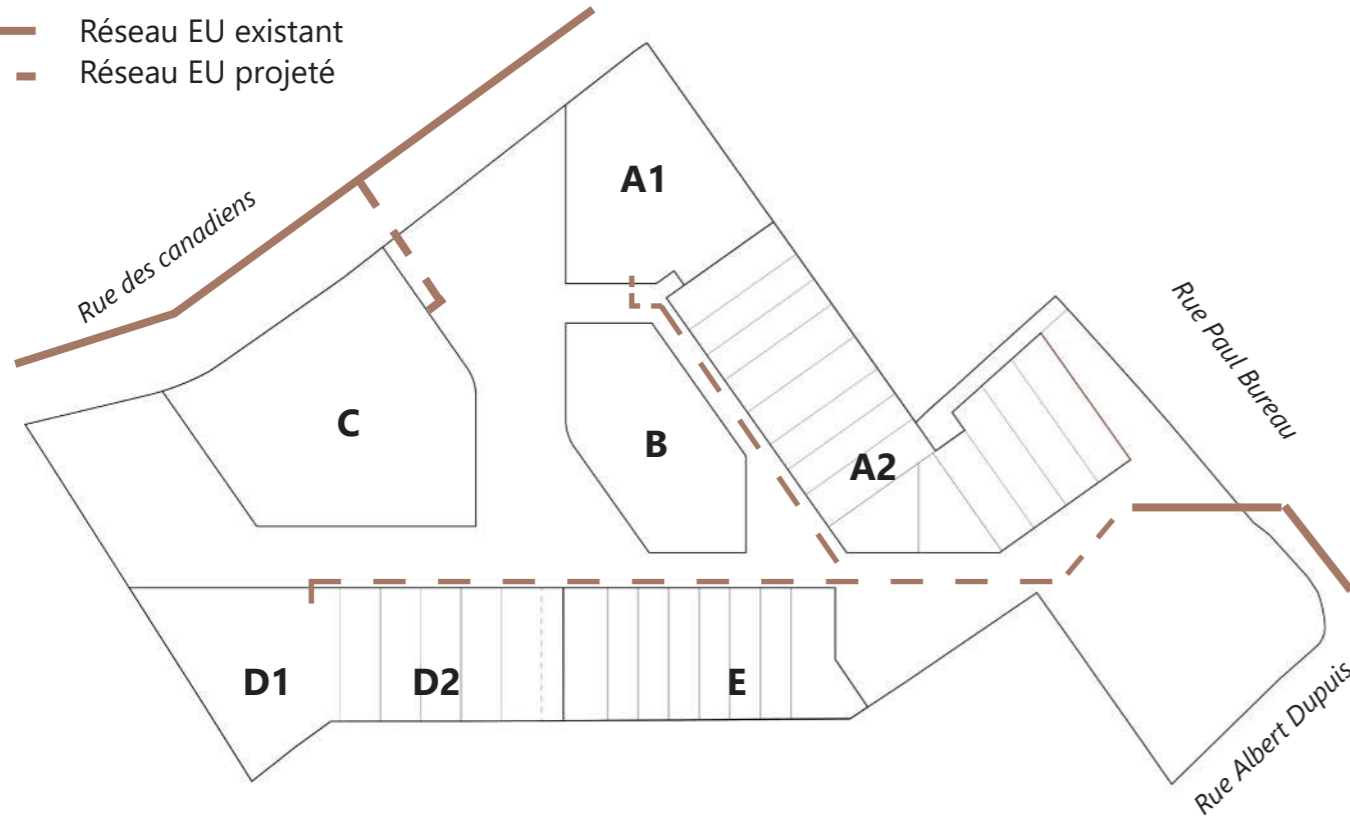 Réseau EU existant
Réseau EU projeté
Rue des canadiens
A1
Rue Paul Bureau
C
B
A2
D1
D2
E
Rue Albert Dupuis